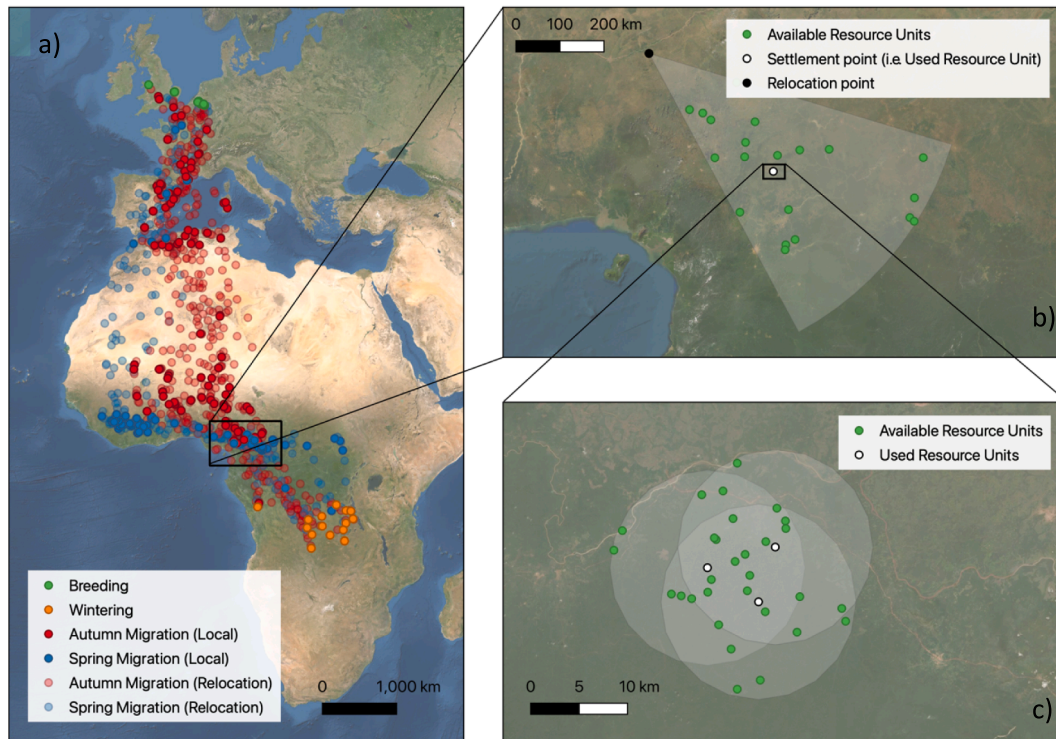 a)
Breeding
Wintering
Autumn Migration (Local)
Spring Migration (Local)
Autumn Migration (Relocation)
Spring Migration (Relocation)
0 1,000 km
0 100 200 km
Available Resource Units
Settlement point (i.e. Used Resource Unit)
Relocation point
b)
Available Resource Units
Used Resource Units
0 5 10 km
c)